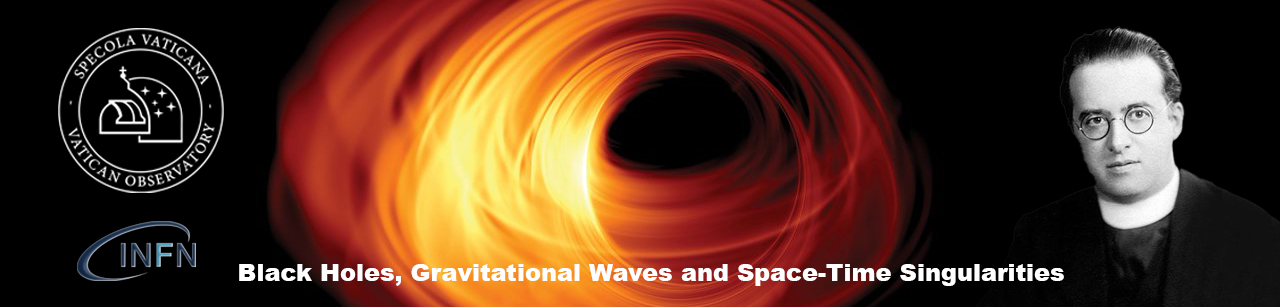 SPECOLA VATICANA
VATICAN OBSERVATORY
INFN
Black Holes, Gravitational Waves and Space-Time Singularities